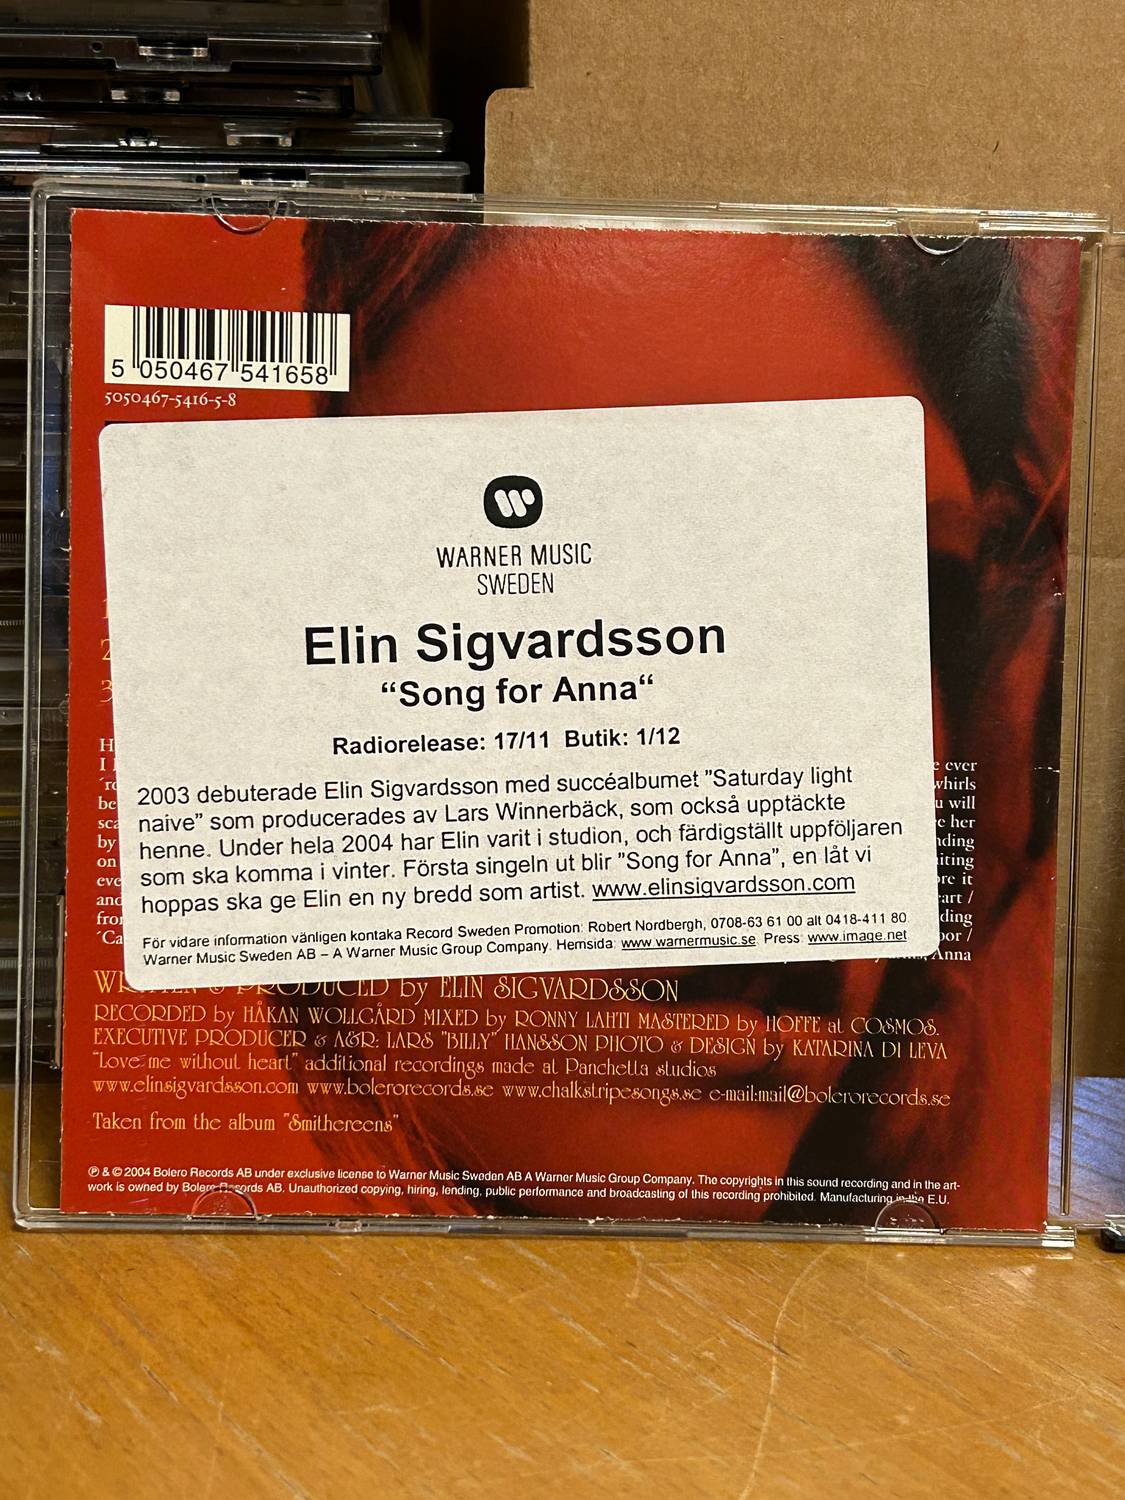 5 050467 541658
5050467-5416-5-8
WARNER MUSIC
SWEDEN
Elin Sigvardsson
“Song for Anna“
Radiorelease: 17/11 Butik: 1/12
2003 debuterade Elin Sigvardsson med succéalbumet "Saturday light
naive” som producerades av Lars Winnerbäck, som också upptäckte
henne. Under hela 2004 har Elin varit i studion, och färdigställt uppföljaren
som ska komma i vinter. Första singeln ut blir ”Song for Anna”, en låt vi
hoppas ska ge Elin en ny bredd som artist. www.elinsigvardsson.com
För vidare information vänligen kontaka Record Sweden Promotion: Robert Nordbergh, 0708-63 61 00 alt 0418-411 80
Warner Music Sweden AB – A Warner Music Group Company. Hemsida: www.warnermusic.se Press: www.image.net
ever
whirls
will
her
Anna
WRITTEN & PRODUCED by ELIN SIGVARDSSON
RECORDED by HÅKAN WOLLGÅRD MIXED by RONNY LAHTI MASTERED by HOFFE at COSMOS.
EXECUTIVE PRODUCER & A&R: LARS "BILLY" HANSSON PHOTO & DESIGN by KATARINA DI LEVA
"Love me without heart" additional recordings made at Panchetta studios
www.elinsigvardsson.com www.bolerorecords.se www.chalkstripesongs.se e-mail:mail@bolerorecords.se
Taken from the album "Smithereens"
℗ & © 2004 Bolero Records AB under exclusive license to Warner Music Sweden AB A Warner Music Group Company. The copyrights in this sound recording and in the art-
work is owned by Bolero Records AB. Unauthorized copying, hiring, lending, public performance and broadcasting of this recording prohibited. Manufacturing in the E.U.